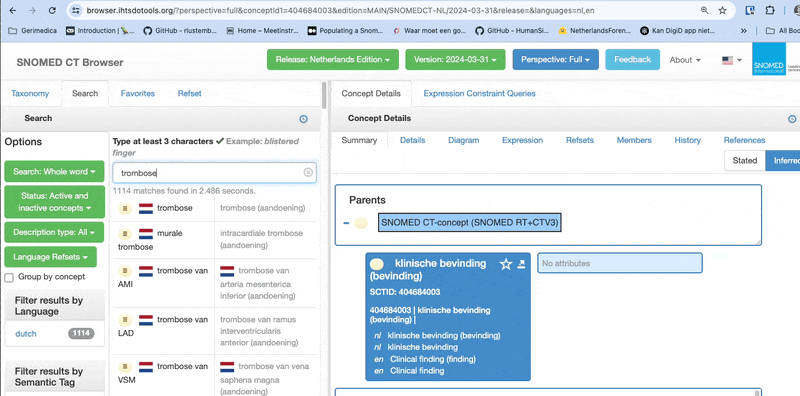 browser.ihtsdotools.org/?perspective=full&conceptId1=404684003&edition=MAIN/SNOMEDCT-NL/2024-03-31&release=&languages=nl,en
Gerimedica
GitHub - rlustemb...
Home – Meetinstr...
Populating a Snom...
Waar moet een go...
GitHub - HumanSi...
NetherlandsForen...
Kan DigiD app niet...
»
All Boo
SNOMED CT Browser
Release: Netherlands Edition
Version: 2024-03-31
Perspective: Full
Feedback
About
SNOMED
International
Taxonomy
Search
Favorites
Refset
Concept Details
Expression Constraint Queries
Search
Concept Details
Options
Search: Whole word
Status: Active and
inactive concepts
Description type: All
Language Refsets
Group by concept
Filter results by
Language
dutch 1114
Filter results by
Semantic Tag
Type at least 3 characters ✔ Example: blistered
finger
trombose
1114 matches found in 2.486 seconds.
trombose
trombose (aandoening)
murale
trombose
intracardiale trombose
(aandoening)
trombose van
AMI
trombose van
arteria mesenterica
inferior (aandoening)
trombose van
LAD
trombose van ramus
interventricularis
anterior (aandoening)
trombose van
VSM
trombose van vena
saphena magna
(aandoening)
Summary
Details
Diagram
Expression
Refsets
Members
History
References
Stated
Inferre
Parents
SNOMED CT-concept (SNOMED RT+CTV3)
klinische bevinding
(bevinding)
SCTID: 404684003
404684003 | klinische bevinding
(bevinding) |
nl klinische bevinding (bevinding)
nl klinische bevinding
en Clinical finding (finding)
en Clinical finding
No attributes